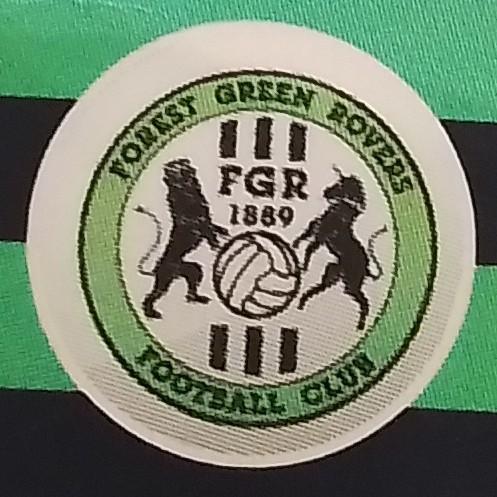 FOREST GREEN ROVERS
FGR
1889
FOOTBALL CLUB